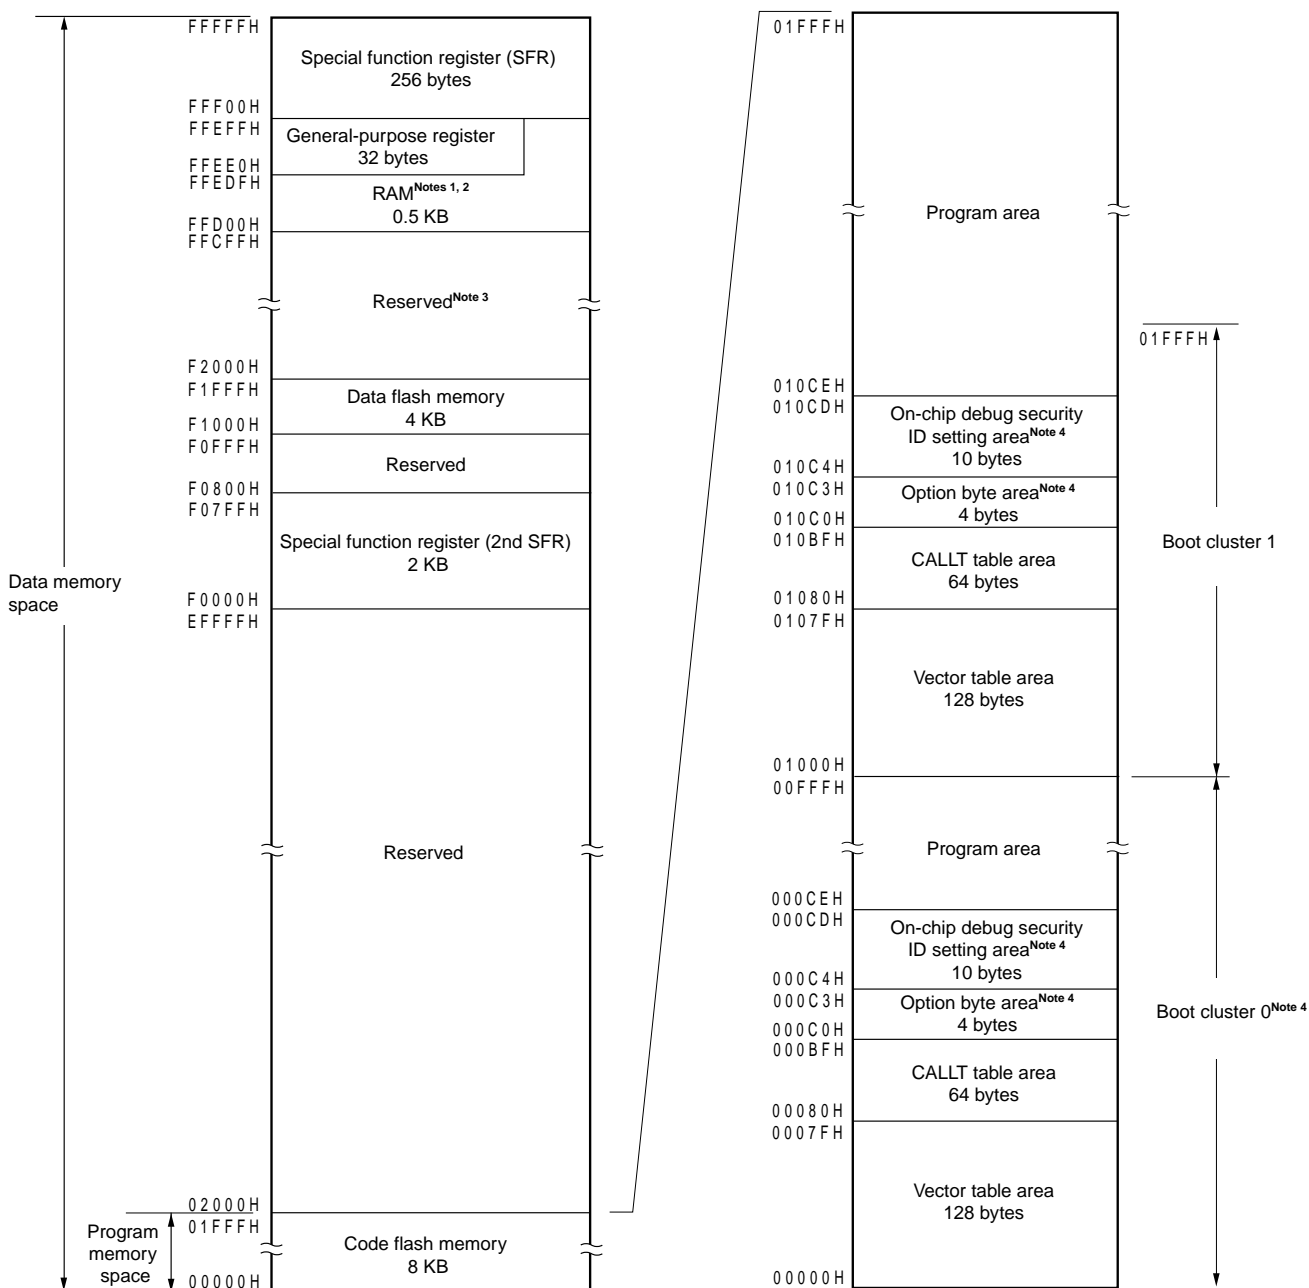 FFFFFH
Special function register (SFR)
256 bytes
FFF00H
FFEFFH
General-purpose register
32 bytes
FFEE0H
FFEDFH
RAMNotes 1, 2
0.5 KB
FFD00H
FFCFFH
ReservedNote 3
F2000H
F1FFFH
Data flash memory
4 KB
F1000H
F0FFFH
Reserved
F0800H
F07FFH
Special function register (2nd SFR)
2 KB
Data memory
space
F0000H
EFFFFH
Reserved
02000H
01FFFH
Program
memory
space
Code flash memory
8 KB
00000H
01FFFH
Program area
01FFFH
010CEH
010CDH
On-chip debug security
ID setting areaNote 4
10 bytes
010C4H
010C3H
Option byte areaNote 4
4 bytes
010C0H
010BFH
Boot cluster 1
CALLT table area
64 bytes
01080H
0107FH
Vector table area
128 bytes
01000H
00FFFH
Program area
000CEH
000CDH
On-chip debug security
ID setting areaNote 4
10 bytes
000C4H
000C3H
Option byte areaNote 4
4 bytes
Boot cluster 0Note 4
000C0H
000BFH
CALLT table area
64 bytes
00080H
0007FH
Vector table area
128 bytes
00000H